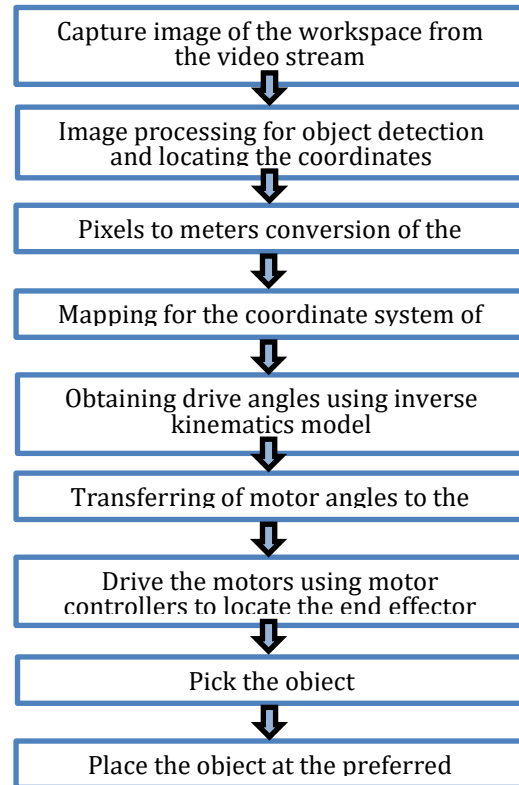 Capture image of the workspace from
the video stream
Image processing for object detection
and locating the coordinates
Pixels to meters conversion of the
Mapping for the coordinate system of
Obtaining drive angles using inverse
kinematics model
Transferring of motor angles to the
Drive the motors using motor
controllers to locate the end effector
Pick the object
Place the object at the preferred